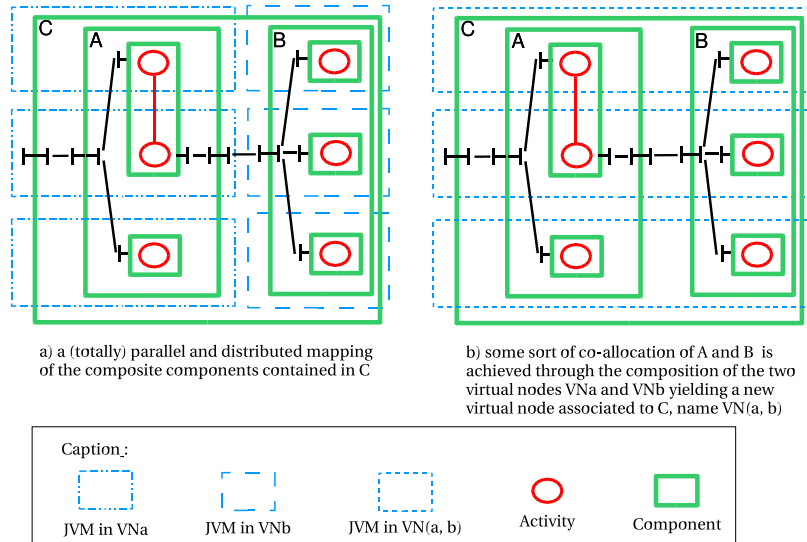 C
A
B
C
A
B
a) a (totally) parallel and distributed mapping
of the composite components contained in C
b) some sort of co-allocation of A and B is
achieved through the composition of the two
virtual nodes VNa and VNb yielding a new
virtual node associated to C, name VN(a, b)
Caption :
JVM in VNa
JVM in VNb
JVM in VN(a, b)
Activity
Component